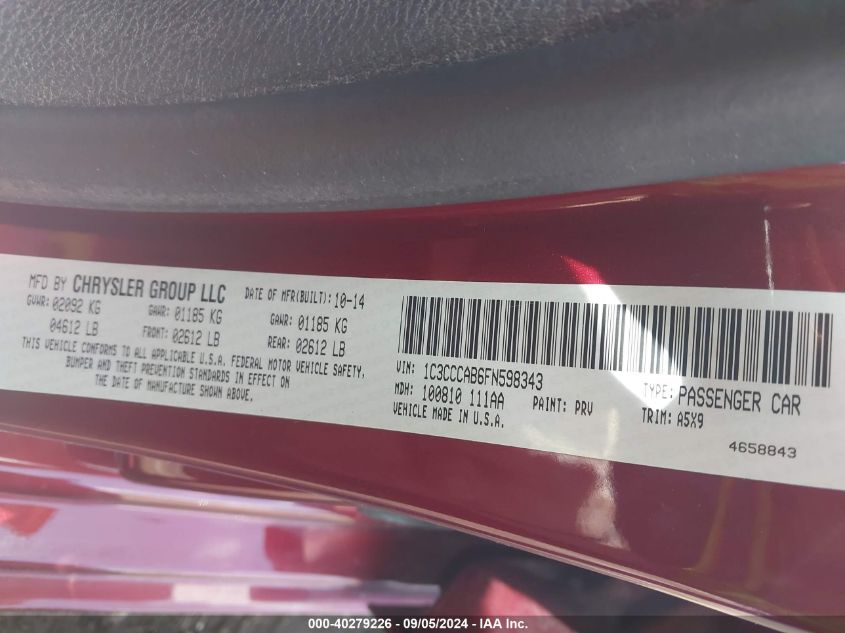 MFD BY CHRYSLER GROUP LLC DATE OF MFR(BUILT): 10-14
GVWR: 02092 KG GAWR: 01185 KG GAWR: 01185 KG
04612 LB FRONT: 02612 LB REAR: 02612 LB
THIS VEHICLE CONFORMS TO ALL APPLICABLE U.S.A. FEDERAL MOTOR VEHICLE SAFETY,
BUMPER AND THEFT PREVENTION STANDARDS IN EFFECT ON
THE DATE OF MANUFACTURE SHOWN ABOVE.
VIN: 1C3CCCAB6FN598343 TYPE: PASSENGER CAR
MDH: 100810 111AA PAINT: PRV TRIM: A5X9
VEHICLE MADE IN U.S.A.
4658843
000-40279226 - 09/05/2024 - IAA Inc.